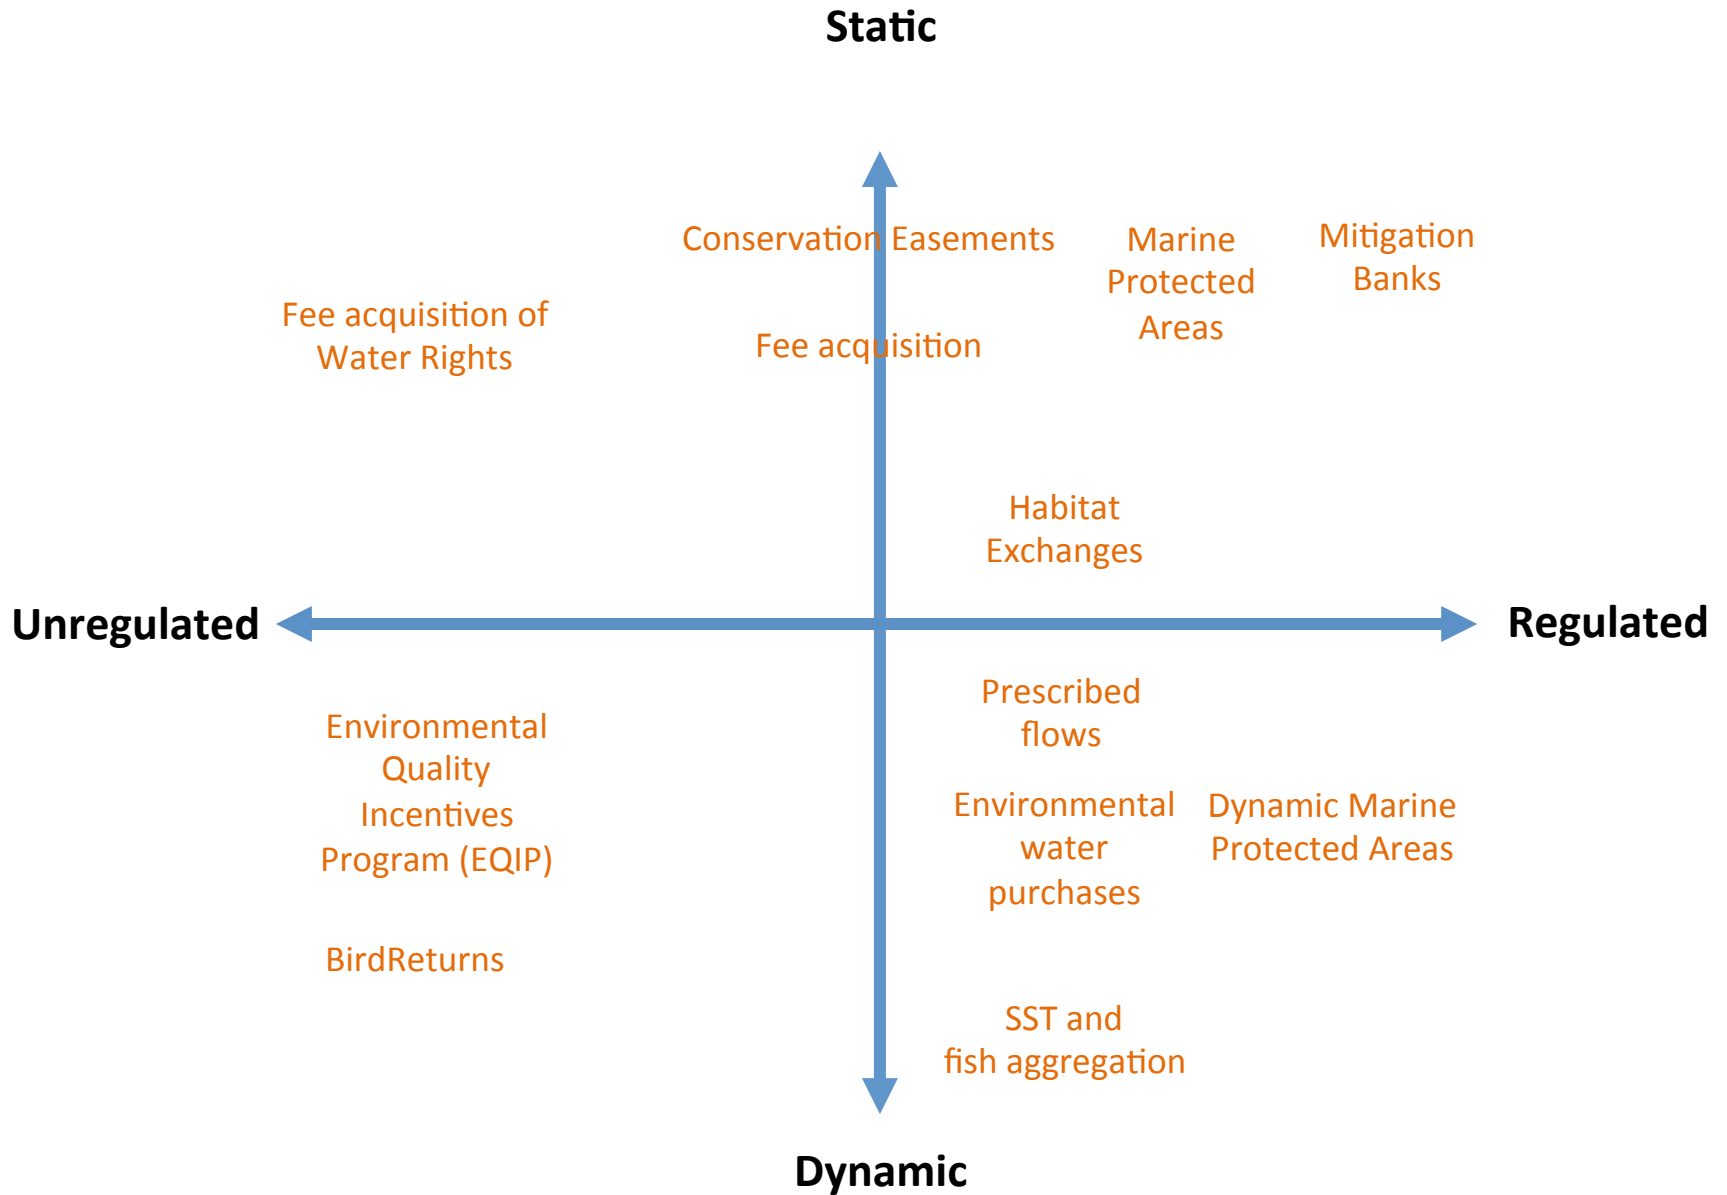 Static
Conservation Easements
Marine
Protected
Areas
Mitigation
Banks
Fee acquisition of
Water Rights
Fee acquisition
Habitat
Exchanges
Unregulated
Regulated
Environmental
Quality
Incentives
Program (EQIP)
Prescribed
flows
Environmental
water
purchases
Dynamic Marine
Protected Areas
BirdReturns
SST and
fish aggregation
Dynamic